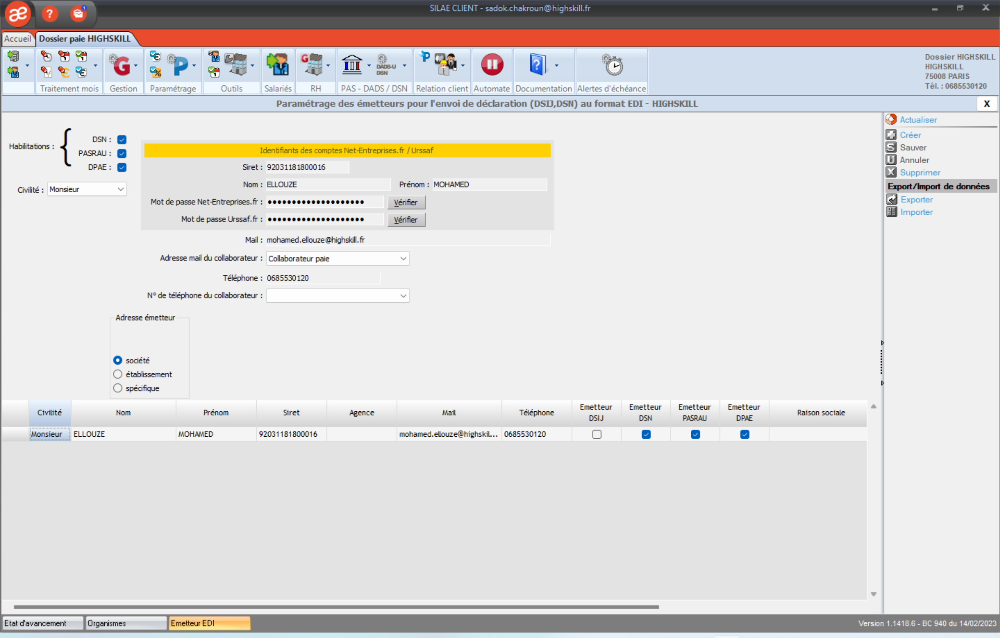 SILAE CLIENT - sadok.chakroun@highskill.fr
æ ? 1
Accueil Dossier paie HIGHSKILL
G P G DADS-U DSN P ?
Traitement mois Gestion Paramétrage Outils Salariés RH PAS - DADS / DSN Relation client Automate Documentation Alertes d'échéance
Dossier HIGHSKILL
HIGHSKILL
75008 PARIS
Tél. : 0685530120
Paramétrage des émetteurs pour l'envoi de déclaration (DSIJ,DSN) au format EDI - HIGHSKILL X
Habilitations :
DSN :
PASRAU :
DPAE :
Civilité : Monsieur
Identifiants des comptes Net-Entreprises.fr / Urssaf
Siret : 92031181800016
Nom : ELLOUZE Prénom : MOHAMED
Mot de passe Net-Entreprises.fr : •••••••••••••••••••• Vérifier
Mot de passe Urssaf.fr : •••••••••••••••••••• Vérifier
Mail : mohamed.ellouze@highskill.fr
Adresse mail du collaborateur : Collaborateur paie
Téléphone : 0685530120
N° de téléphone du collaborateur :
Adresse émetteur
société
établissement
spécifique
Actualiser
Créer
Sauver
Annuler
Supprimer
Export/Import de données
Exporter
Importer
Civilité Nom Prénom Siret Agence Mail Téléphone Emetteur DSIJ Emetteur DSN Emetteur PASRAU Emetteur DPAE Raison sociale
Monsieur ELLOUZE MOHAMED 92031181800016 mohamed.ellouze@highskil... 0685530120
Etat d'avancement Organismes Emetteur EDI Version 1.1418.6 - BC 940 du 14/02/2023